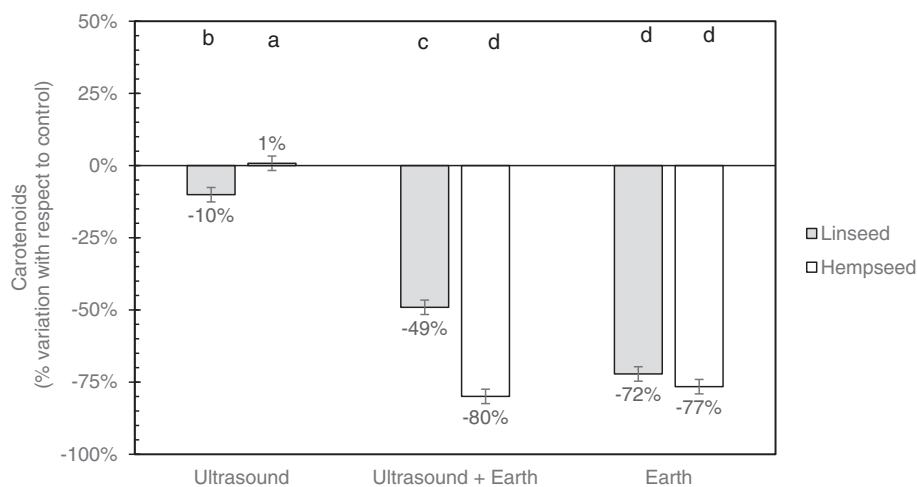 50%
25%
0%
-25%
-50%
-75%
-100%
Carotenoids
(% variation with respect to control)
b
a
c
d
d
d
-10%
1%
-49%
-80%
-72%
-77%
Ultrasound
Ultrasound + Earth
Earth
Linseed
Hempseed